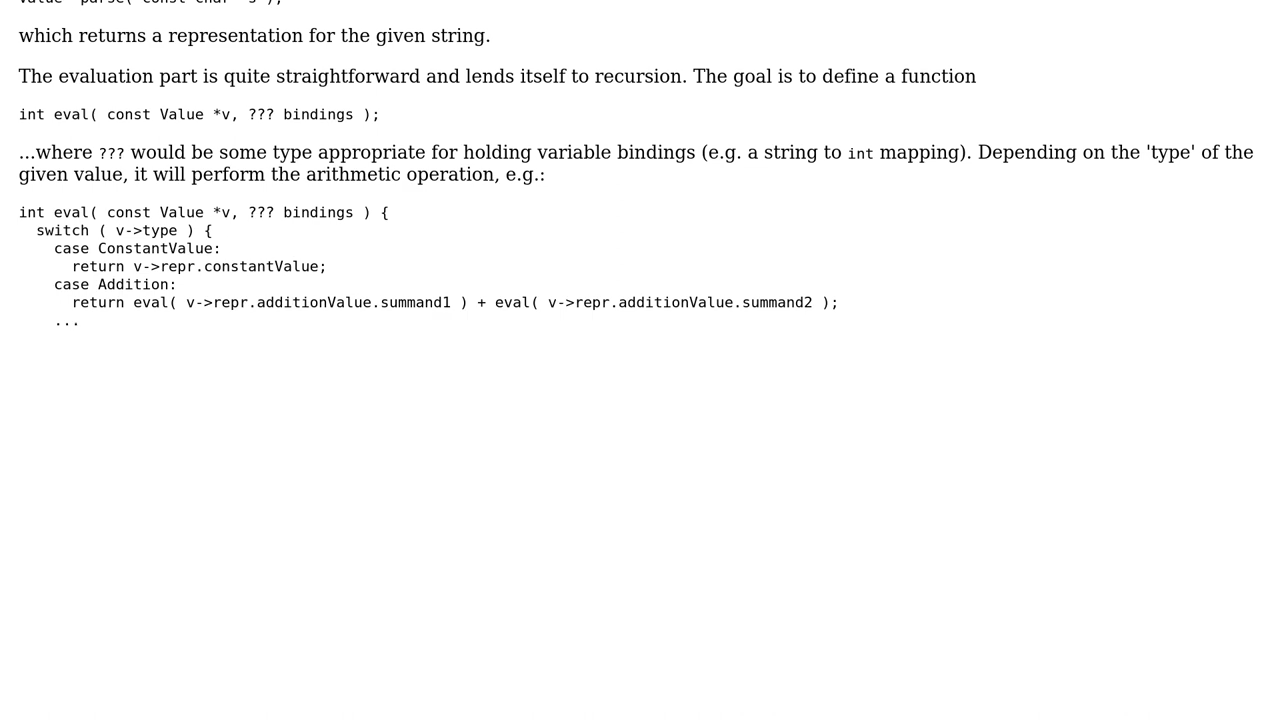 which returns a representation for the given string.
The evaluation part is quite straightforward and lends itself to recursion. The goal is to define a function
int eval( const Value *v, ??? bindings );
...where ??? would be some type appropriate for holding variable bindings (e.g. a string to int mapping). Depending on the 'type' of the
given value, it will perform the arithmetic operation, e.g.:
int eval( const Value *v, ??? bindings ) {
  switch ( v->type ) {
    case ConstantValue:
      return v->repr.constantValue;
    case Addition:
      return eval( v->repr.additionValue.summand1 ) + eval( v->repr.additionValue.summand2 );
    ...